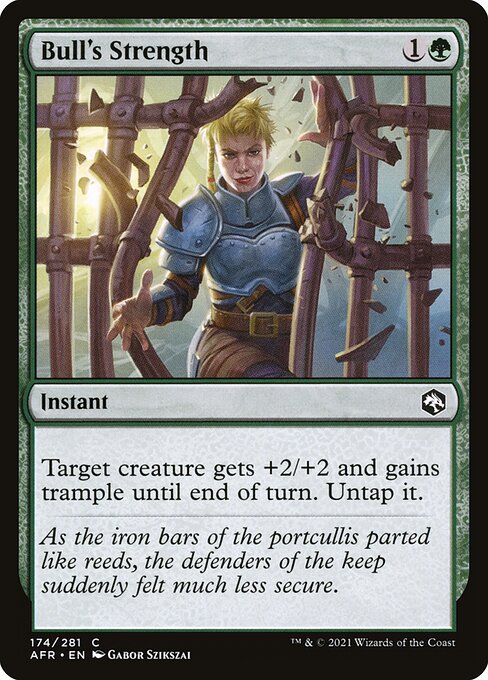 Bull's Strength 1
Instant
Target creature gets +2/+2 and gains
trample until end of turn. Untap it.
As the iron bars of the portcullis parted
like reeds, the defenders of the keep
suddenly felt much less secure.
174/281 C
AFR • EN Gabor Szikszai
™ & © 2021 Wizards of the Coast